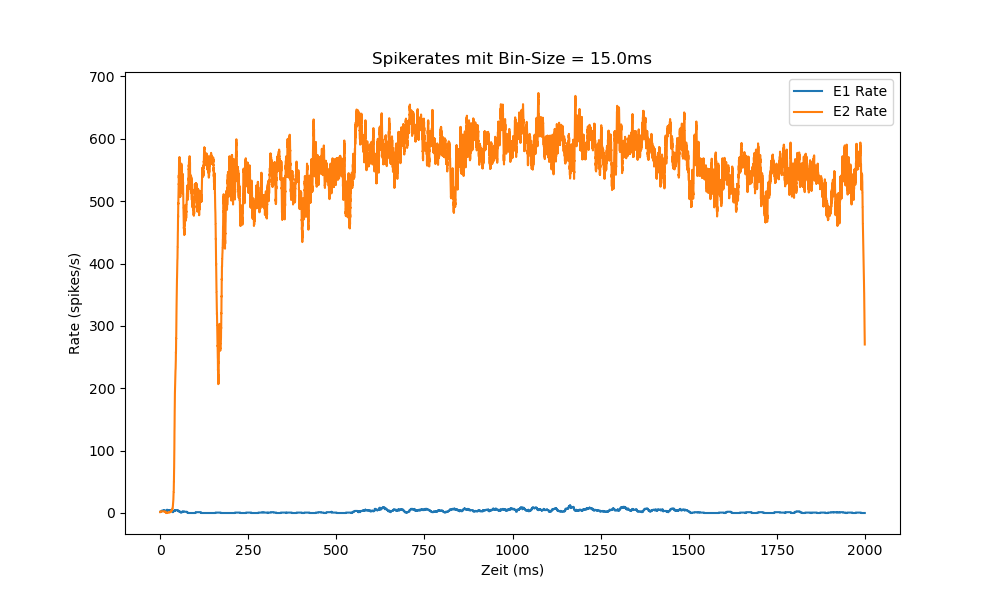 Spikerates mit Bin-Size = 15.0ms
E1 Rate
E2 Rate
Rate (spikes/s)
700
600
500
400
300
200
100
0
0 250 500 750 1000 1250 1500 1750 2000
Zeit (ms)